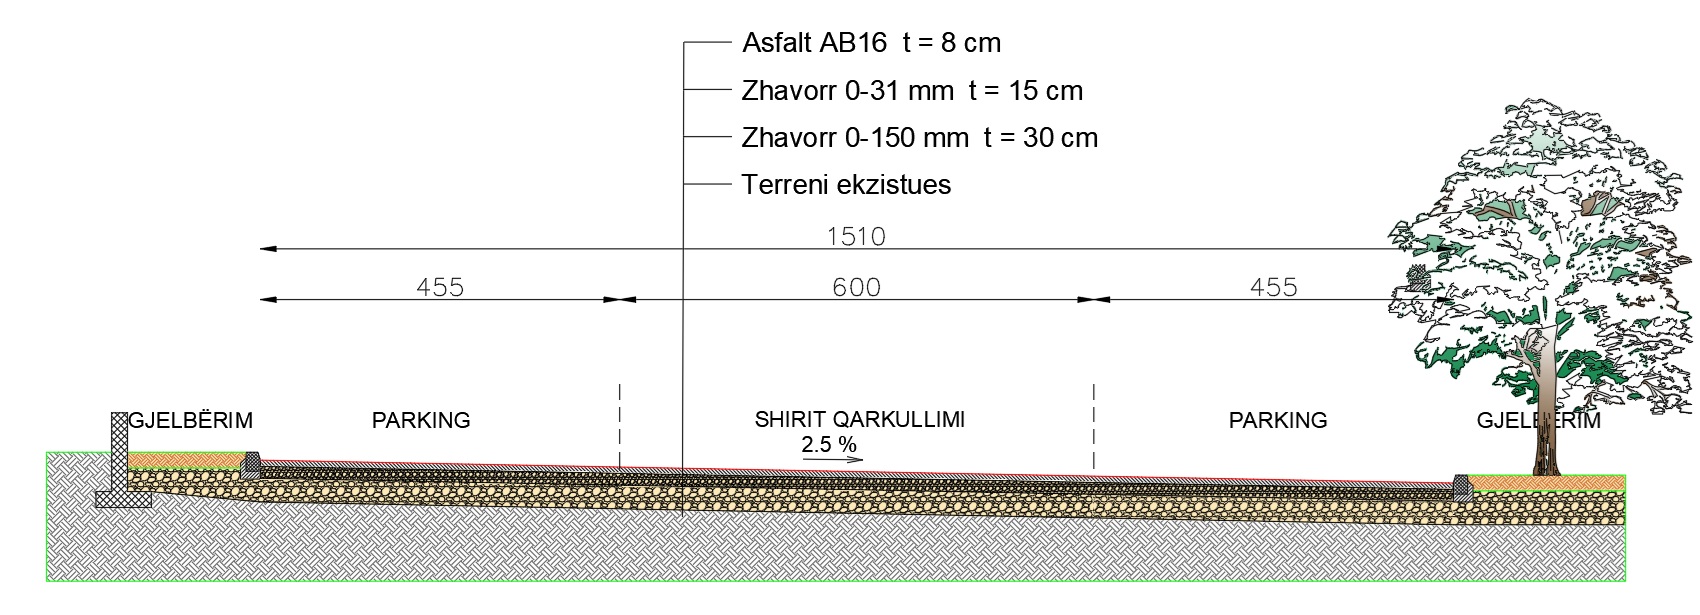 Asfalt AB16 t = 8 cm
Zhavorr 0-31 mm t = 15 cm
Zhavorr 0-150 mm t = 30 cm
Terreni ekzistues
1510
455 600 455
GJELBËRIM PARKING SHIRIT QARKULLIMI PARKING GJELBËRIM
2.5 %